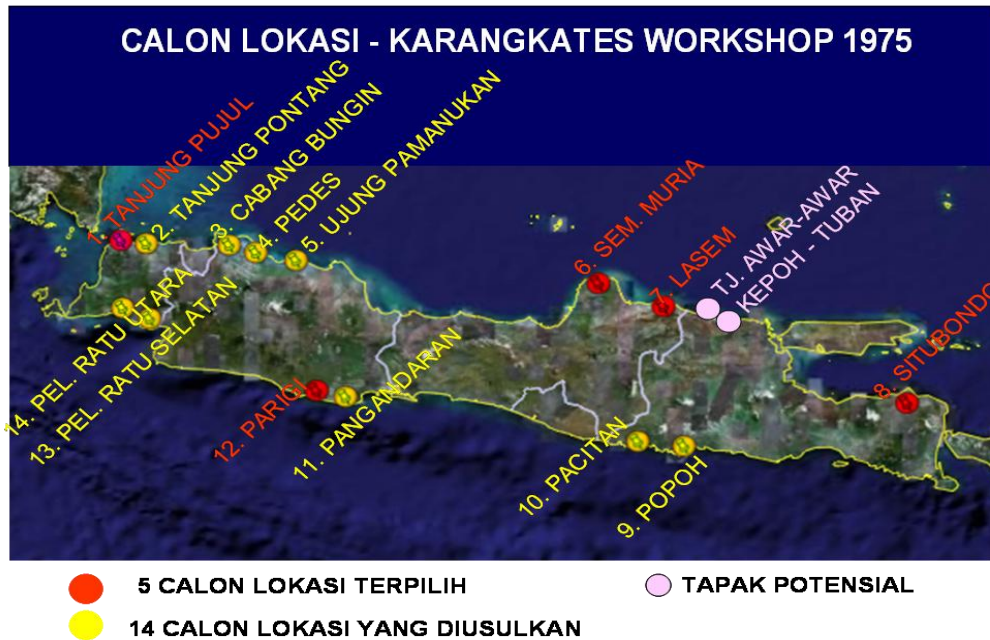 CALON LOKASI - KARANGKATES WORKSHOP 1975
1. TANJUNG PUJUL
2. TANJUNG PONTANG
3. CABANG BUNGIN
4. PEDES
5. UJUNG PAMANUKAN
6. SEM. MURIA
7. LASEM
TJ. AWAR-AWAR
KEPOH - TUBAN
8. SITUBONDO
14. PEL. RATU UTARA
13. PEL. RATU SELATAN
12. PARIGI
11. PANGANDARAN
10. PACITAN
9. POPOH
5 CALON LOKASI TERPILIH
TAPAK POTENSIAL
14 CALON LOKASI YANG DIUSULKAN